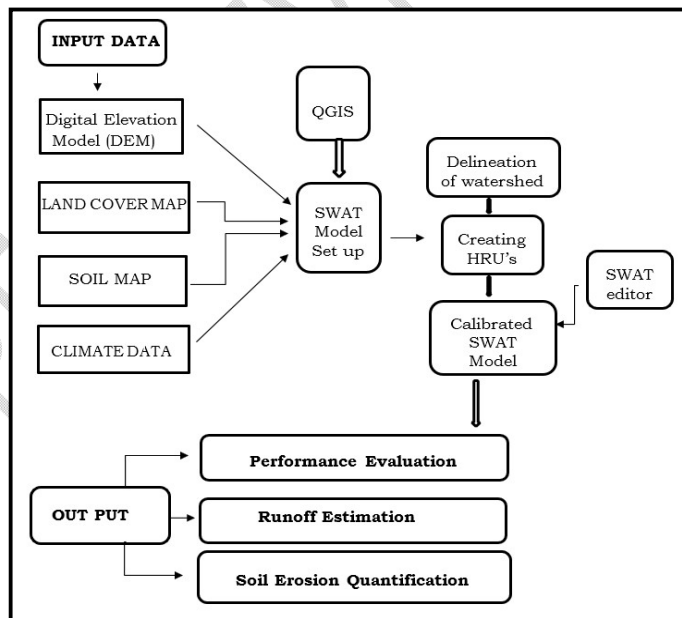 INPUT DATA
Digital Elevation
Model (DEM)
LAND COVER MAP
SOIL MAP
CLIMATE DATA
QGIS
SWAT
Model
Set up
Delineation
of watershed
Creating
HRU's
SWAT
editor
Calibrated
SWAT
Model
OUT PUT
Performance Evaluation
Runoff Estimation
Soil Erosion Quantification